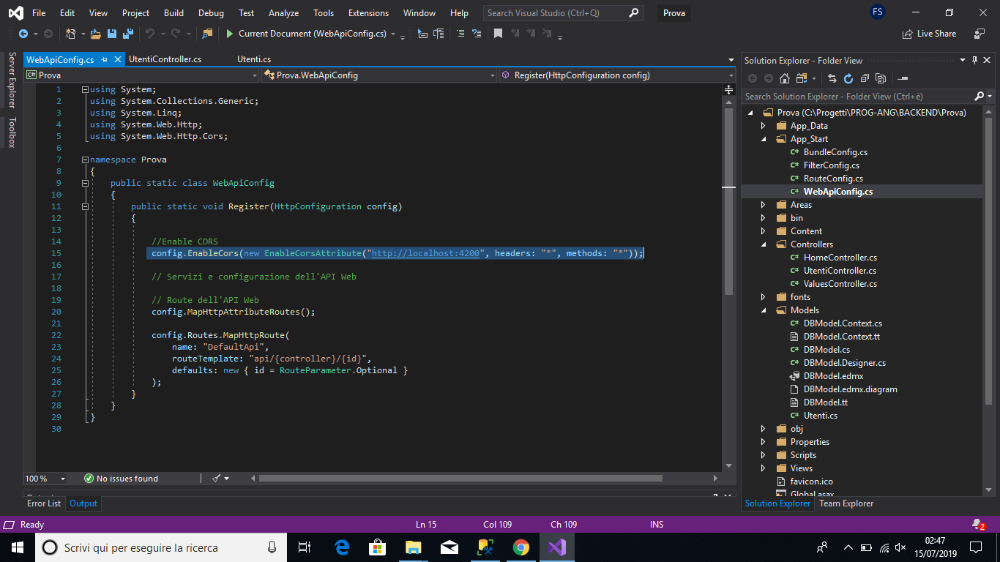 File Edit View Project Build Debug Test Analyze Tools Extensions Window Help Search Visual Studio (Ctrl+Q) Prova FS
Current Document (WebApiConfig.cs) Live Share
Server Explorer
Toolbox
WebApiConfig.cs UtentiController.cs Utenti.cs
Prova Prova.WebApiConfig Register(HttpConfiguration config)
1 using System;
2 using System.Collections.Generic;
3 using System.Linq;
4 using System.Web.Http;
5 using System.Web.Http.Cors;
6
7 namespace Prova
8 {
9 public static class WebApiConfig
10 {
11 public static void Register(HttpConfiguration config)
12 {
13
14 //Enable CORS
15 config.EnableCors(new EnableCorsAttribute("http://localhost:4200", headers: "*", methods: "*"));
16
17 // Servizi e configurazione dell'API Web
18
19 // Route dell'API Web
20 config.MapHttpAttributeRoutes();
21
22 config.Routes.MapHttpRoute(
23 name: "DefaultApi",
24 routeTemplate: "api/{controller}/{id}",
25 defaults: new { id = RouteParameter.Optional }
26 );
27 }
28 }
29 }
30
100 % No issues found
Error List Output
Solution Explorer - Folder View
Search Solution Explorer - Folder View (Ctrl+è)
Prova (C:\Progetti\PROG-ANG\BACKEND\Prova)
App_Data
App_Start
C# BundleConfig.cs
C# FilterConfig.cs
C# RouteConfig.cs
C# WebApiConfig.cs
Areas
bin
Content
Controllers
C# HomeController.cs
C# UtentiController.cs
C# ValuesController.cs
fonts
Models
C# DBModel.Context.cs
DBModel.Context.tt
C# DBModel.cs
C# DBModel.Designer.cs
DBModel.edmx
DBModel.edmx.diagram
DBModel.tt
C# Utenti.cs
obj
Properties
Scripts
Views
favicon.ico
Global.asax
Solution Explorer Team Explorer
Ready Ln 15 Col 109 Ch 109 INS 2
Scrivi qui per eseguire la ricerca
02:47
15/07/2019